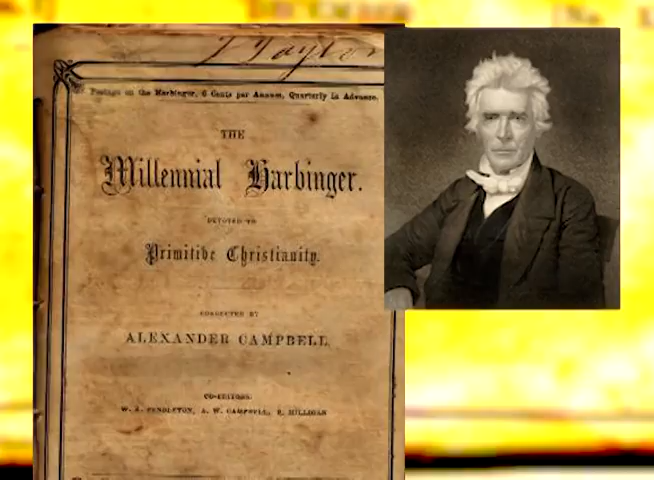 T Taylor
Postage on the Harbinger, 6 Cents per Annum, Quarterly in Advance.
THE
Millennial Harbinger.
DEVOTED TO
Primitive Christianity.
CONDUCTED BY
ALEXANDER CAMPBELL.
CO-EDITORS:
W. K. PENDLETON, A. W. CAMPBELL, R. MILLIGAN